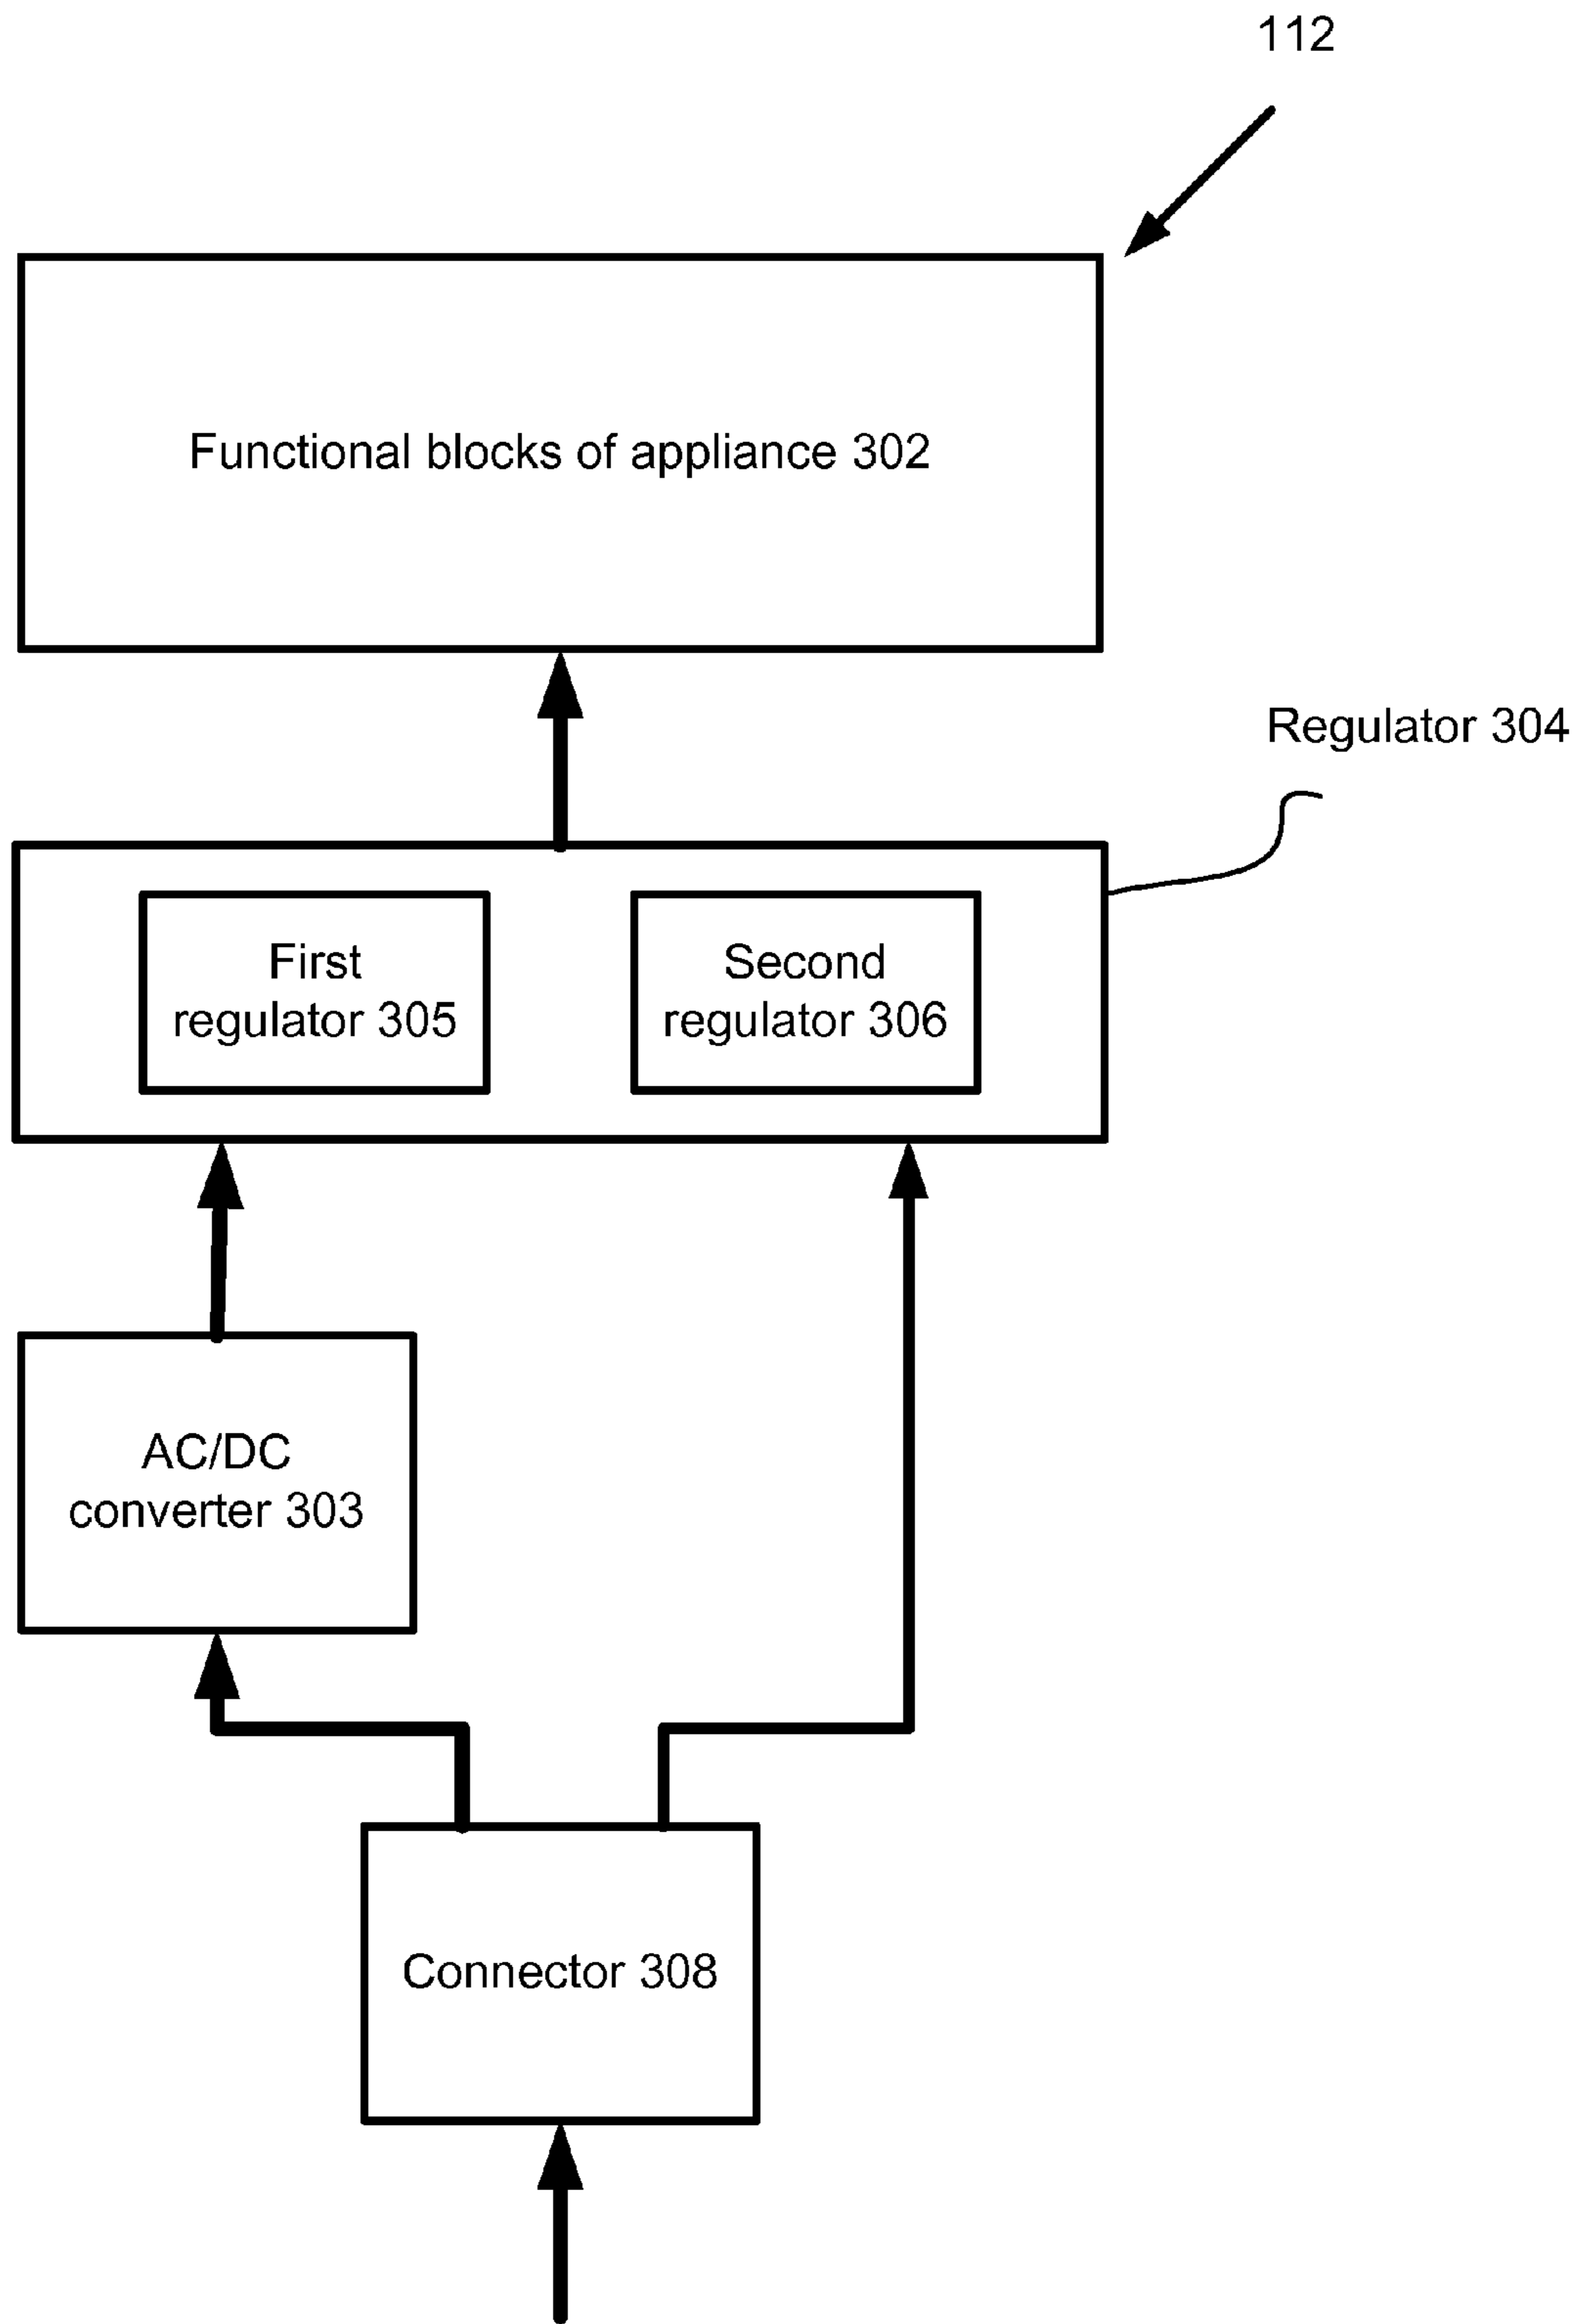 112
Functional blocks of appliance 302
Regulator 304
First
regulator 305
Second
regulator 306
AC/DC
converter 303
Connector 308